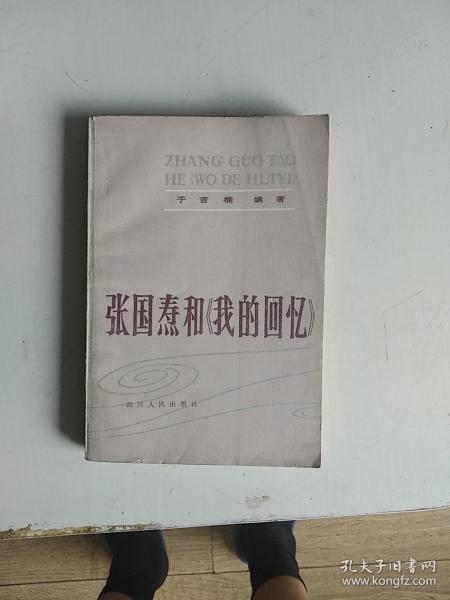 ZHANG GUO TAO
HE《WO DE HUIYI》
于吉楠 编著
张国焘和《我的回忆》
四川人民出版社
孔夫子旧书网
www.kongfz.com